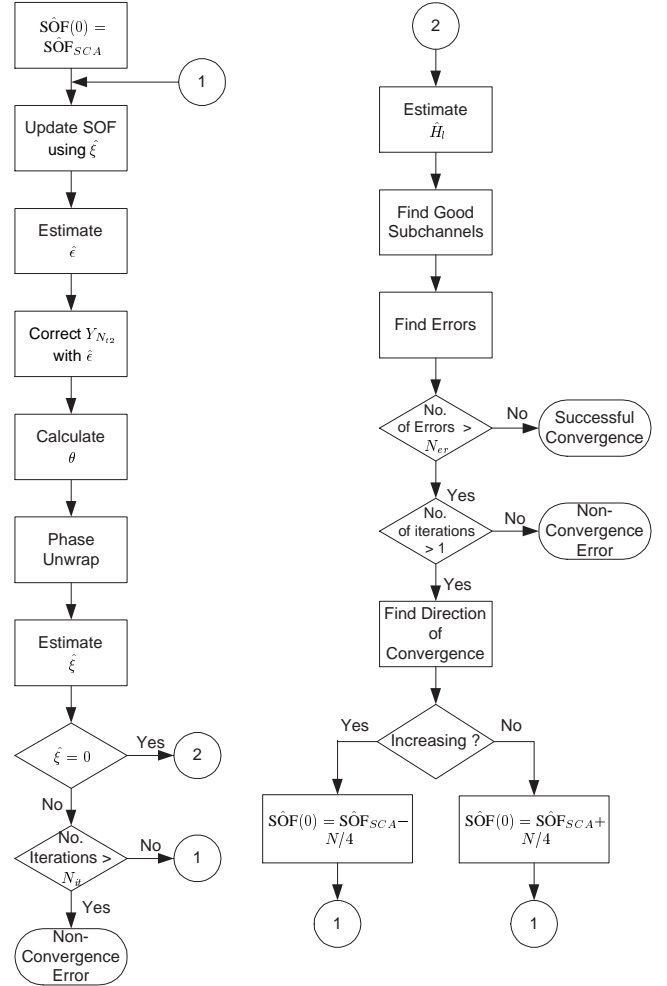 SÔF(0) =
SÔF_{SCA}
1
Update SOF
using ξ̂
Estimate
ϵ̂
Correct Y_{N_{t2}}
with ϵ̂
Calculate
θ
Phase
Unwrap
Estimate
ξ̂
ξ̂ = 0
Yes
2
No
No.
Iterations >
N_{it}
No
1
Yes
Non-
Convergence
Error
2
Estimate
Ĥ_l
Find Good
Subchannels
Find Errors
No.
of Errors >
N_{er}
No
Successful
Convergence
Yes
No.
of iterations
> 1
No
Non-
Convergence
Error
Yes
Find Direction
of
Convergence
Increasing ?
Yes
No
SÔF(0) = SÔF_{SCA}−
N/4
SÔF(0) = SÔF_{SCA}+
N/4
1
1